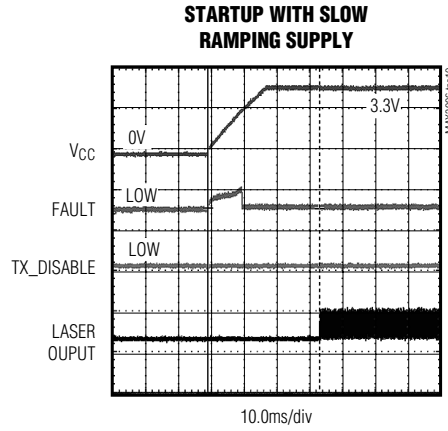 STARTUP WITH SLOW
RAMPING SUPPLY
3.3V
0V
VCC
LOW
FAULT
LOW
TX_DISABLE
LASER
OUPUT
10.0ms/div